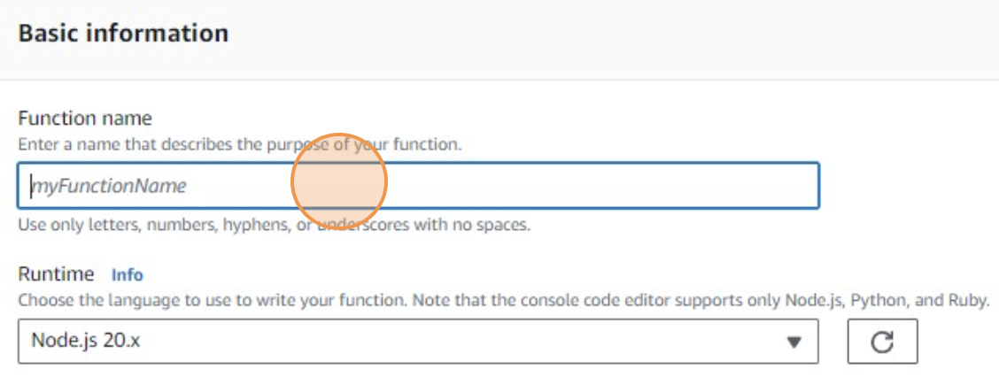 Basic information
Function name
Enter a name that describes the purpose of your function.
myFunctionName
Use only letters, numbers, hyphens, or underscores with no spaces.
Runtime Info
Choose the language to use to write your function. Note that the console code editor supports only Node.js, Python, and Ruby.
Node.js 20.x